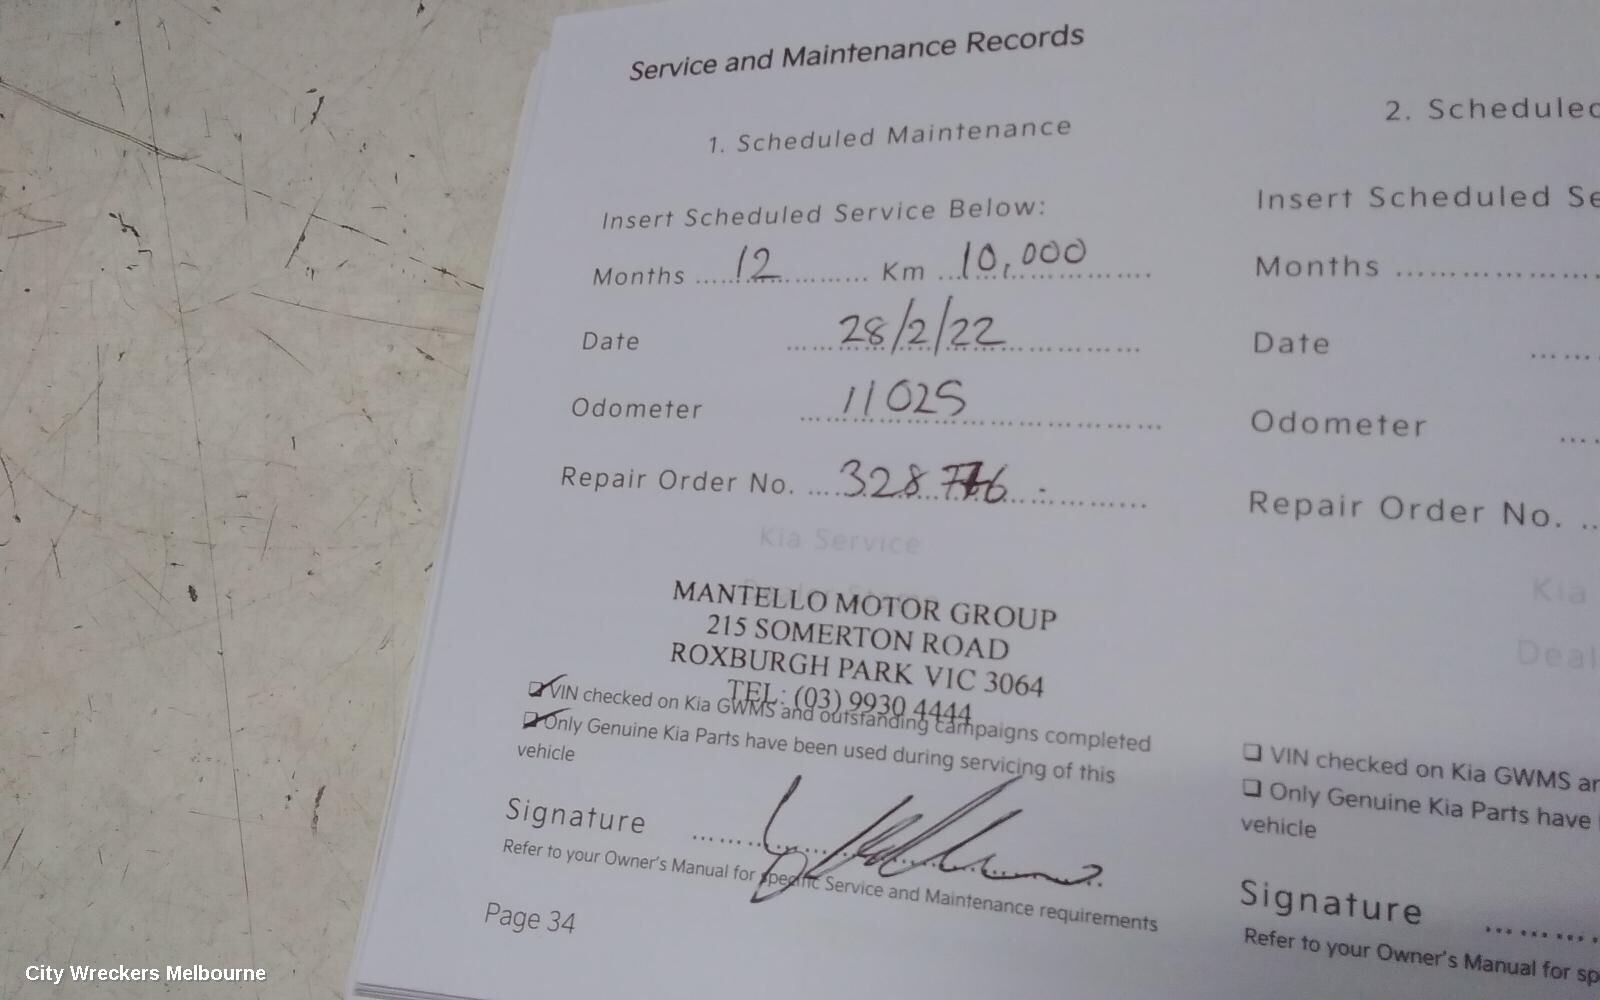 Service and Maintenance Records
1. Scheduled Maintenance
Insert Scheduled Service Below:
Months 12 Km 10,000
Date 28/2/22
Odometer 11025
Repair Order No.
Kia Service
MANTELLO MOTOR GROUP
215 SOMERTON ROAD
ROXBURGH PARK VIC 3064
TEL: (03) 9930 4444
VIN checked on Kia GWMS and outstanding campaigns completed
Only Genuine Kia Parts have been used during servicing of this
vehicle
Signature
Refer to your Owner's Manual for specific Service and Maintenance requirements
Page 34
2. Scheduled
Insert Scheduled Se
Months
Date
Odometer
Repair Order No.
Kia
Deal
VIN checked on Kia GWMS an
Only Genuine Kia Parts have
vehicle
Signature
Refer to your Owner's Manual for sp
City Wreckers Melbourne